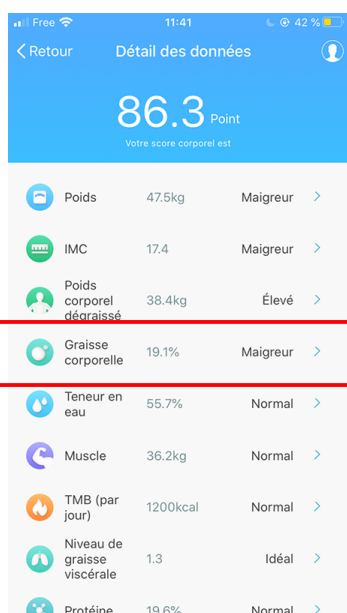 Free 11:41 42 %
Retour Détail des données
86.3 Point
Votre score corporel est
Poids 47.5kg Maigreur
IMC 17.4 Maigreur
Poids
corporel 38.4kg Élevé
dégraissé
Graisse
corporelle 19.1% Maigreur
Teneur en
eau 55.7% Normal
Muscle 36.2kg Normal
TMB (par
jour) 1200kcal Normal
Niveau de
graisse 1.3 Idéal
viscérale
Protéine 19.6% Normal